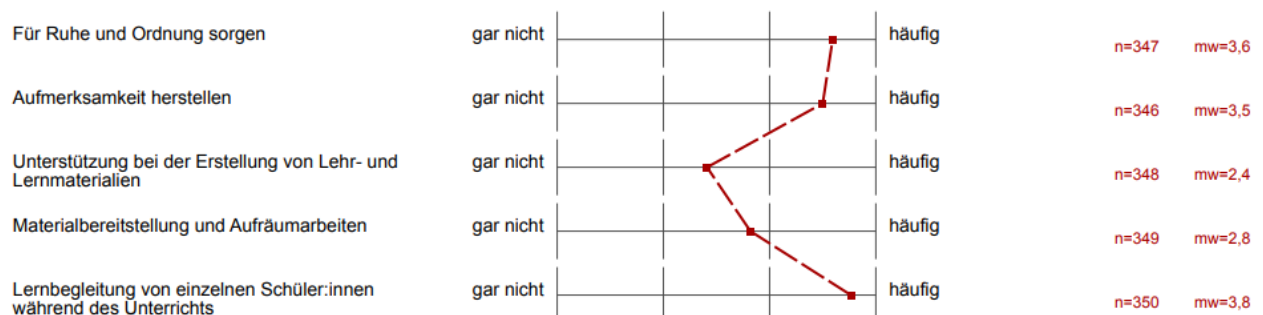 Für Ruhe und Ordnung sorgen gar nicht häufig n=347 mw=3,6
Aufmerksamkeit herstellen gar nicht häufig n=346 mw=3,5
Unterstützung bei der Erstellung von Lehr- und gar nicht häufig
Lernmaterialien n=348 mw=2,4
Materialbereitstellung und Aufräumarbeiten gar nicht häufig n=349 mw=2,8
Lernbegleitung von einzelnen Schüler:innen gar nicht häufig
während des Unterrichts n=350 mw=3,8